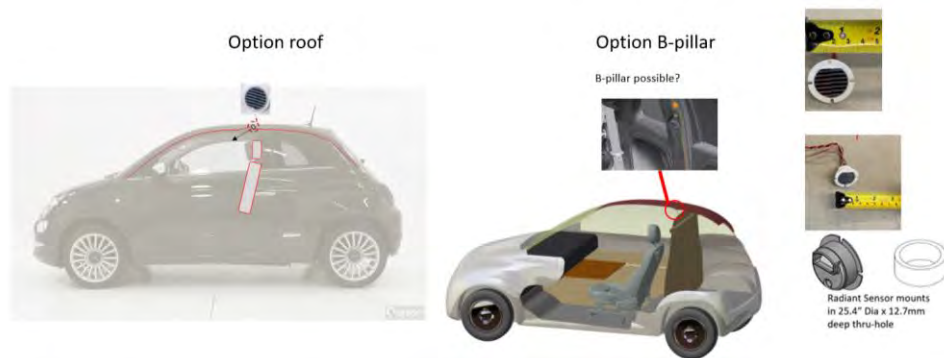 Option roof
Option B-pillar
B-pillar possible?
Radiant Sensor mounts
in 25.4” Dia x 12.7mm
deep thru-hole